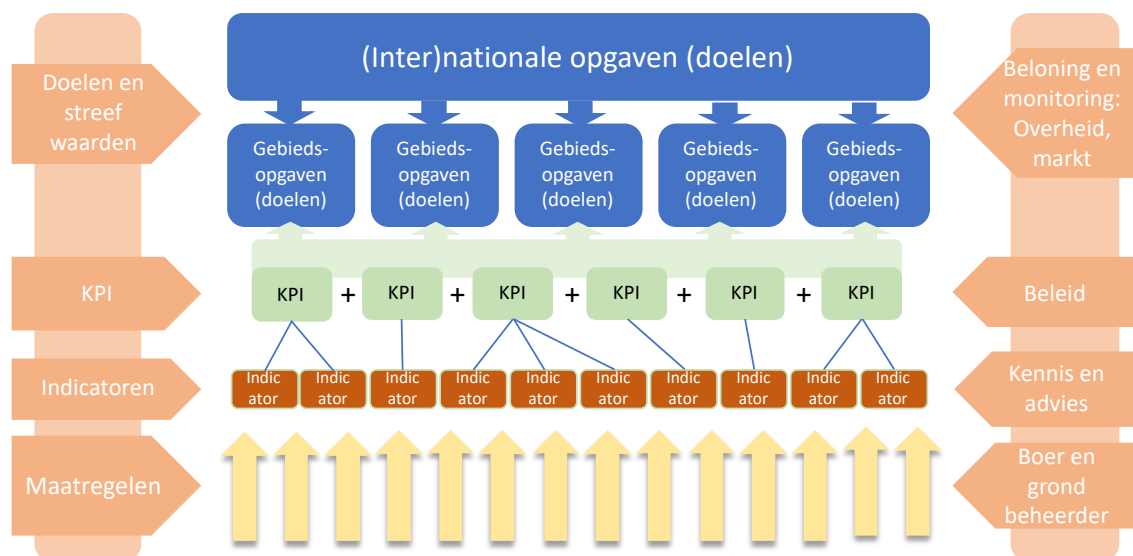 (Inter)nationale opgaven (doelen)
Doelen en
streef
waarden
Beloning en
monitoring:
Overheid,
markt
Gebieds-
opgaven
(doelen)
Gebieds-
opgaven
(doelen)
Gebieds-
opgaven
(doelen)
Gebieds-
opgaven
(doelen)
Gebieds-
opgaven
(doelen)
KPI
KPI + KPI + KPI + KPI + KPI + KPI
Beleid
Indicatoren
Indic
ator
Indic
ator
Indic
ator
Indic
ator
Indic
ator
Indic
ator
Indic
ator
Indic
ator
Indic
ator
Indic
ator
Kennis en
advies
Maatregelen
Boer en
grond
beheerder